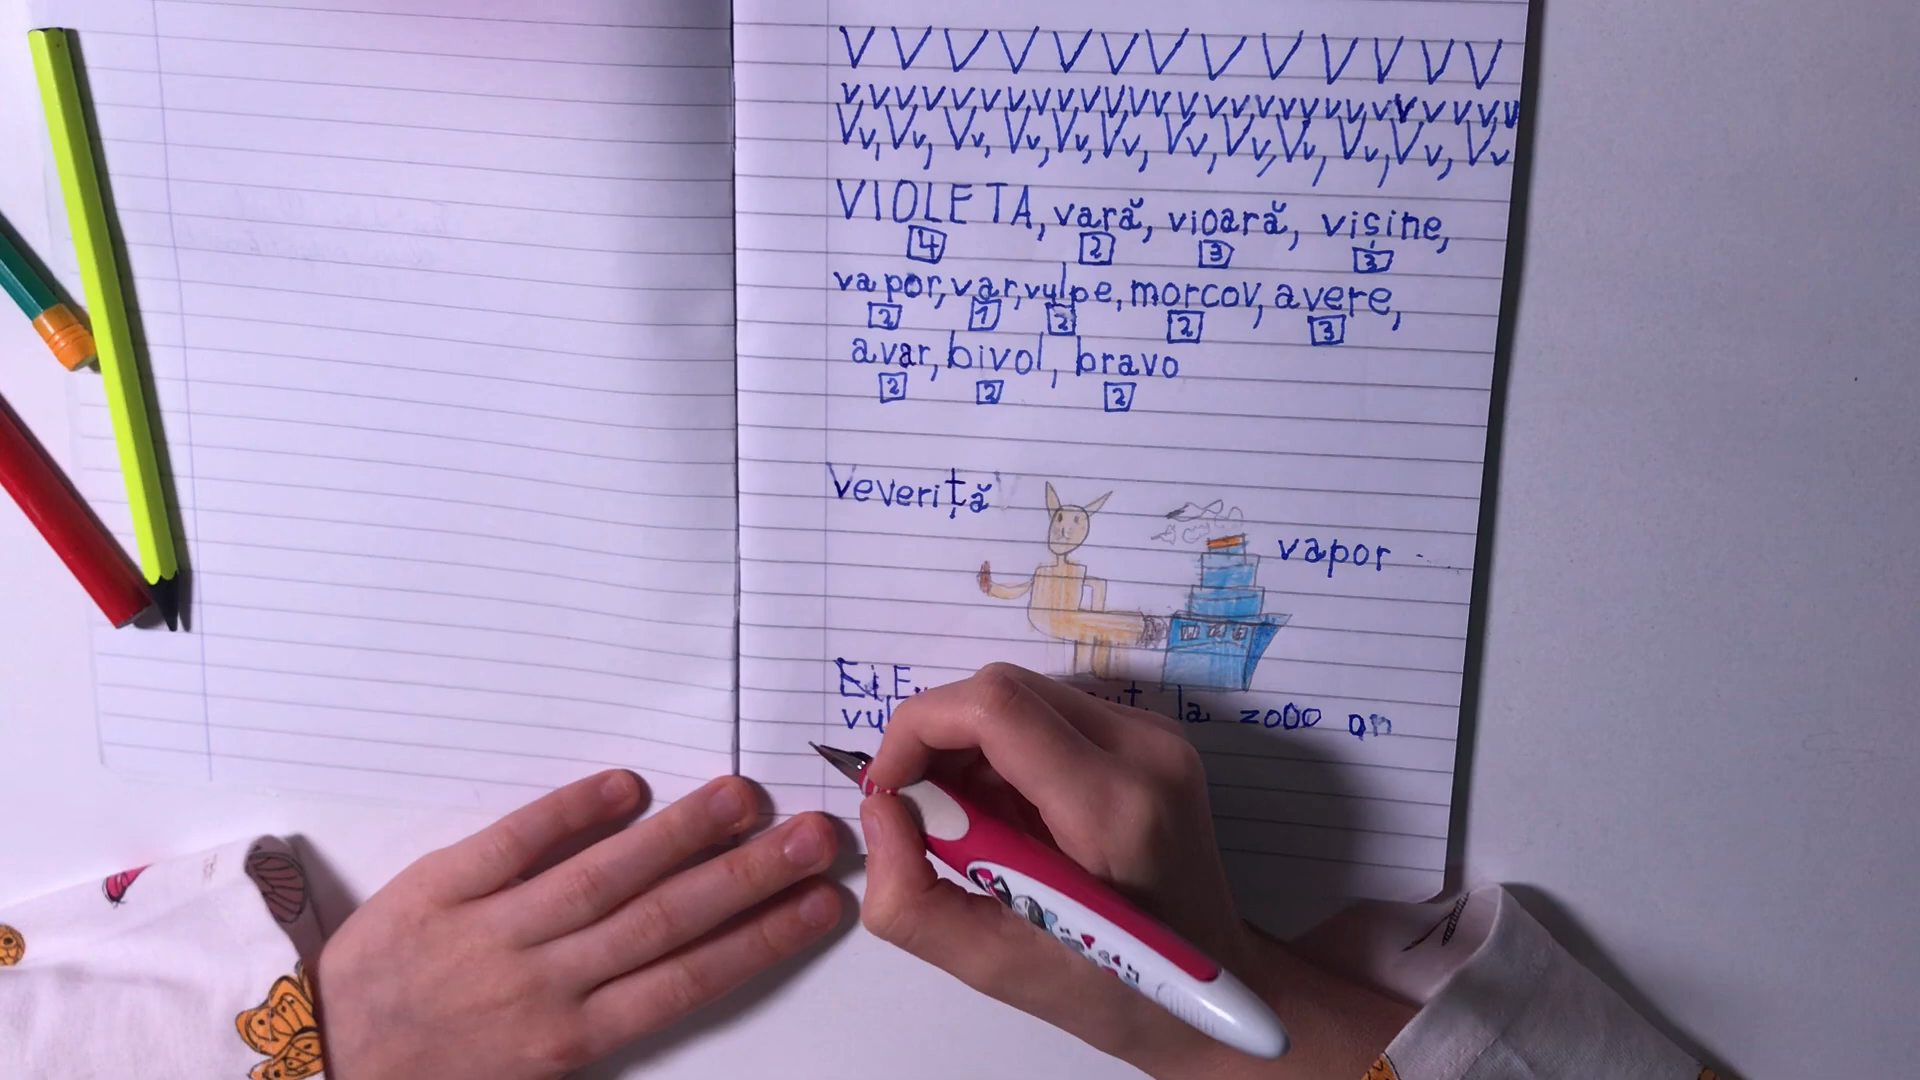 V V V V V V V V V V V V V
v, v v, v v v v v v, v v, v v v v v v v v v v v v v v v, v
Vv, Vv, Vv, Vv, Vv, Vv, Vv, Vv, Vv, Vv, Vv, Vv
VIOLETA, vară, vioară, vișine,
4 2 3 3
vapor, var, vulpe, morcov, avere,
2 1 2 2 3
avar, bivol, bravo
2 2 2
Veveriță
vapor
la zooo an